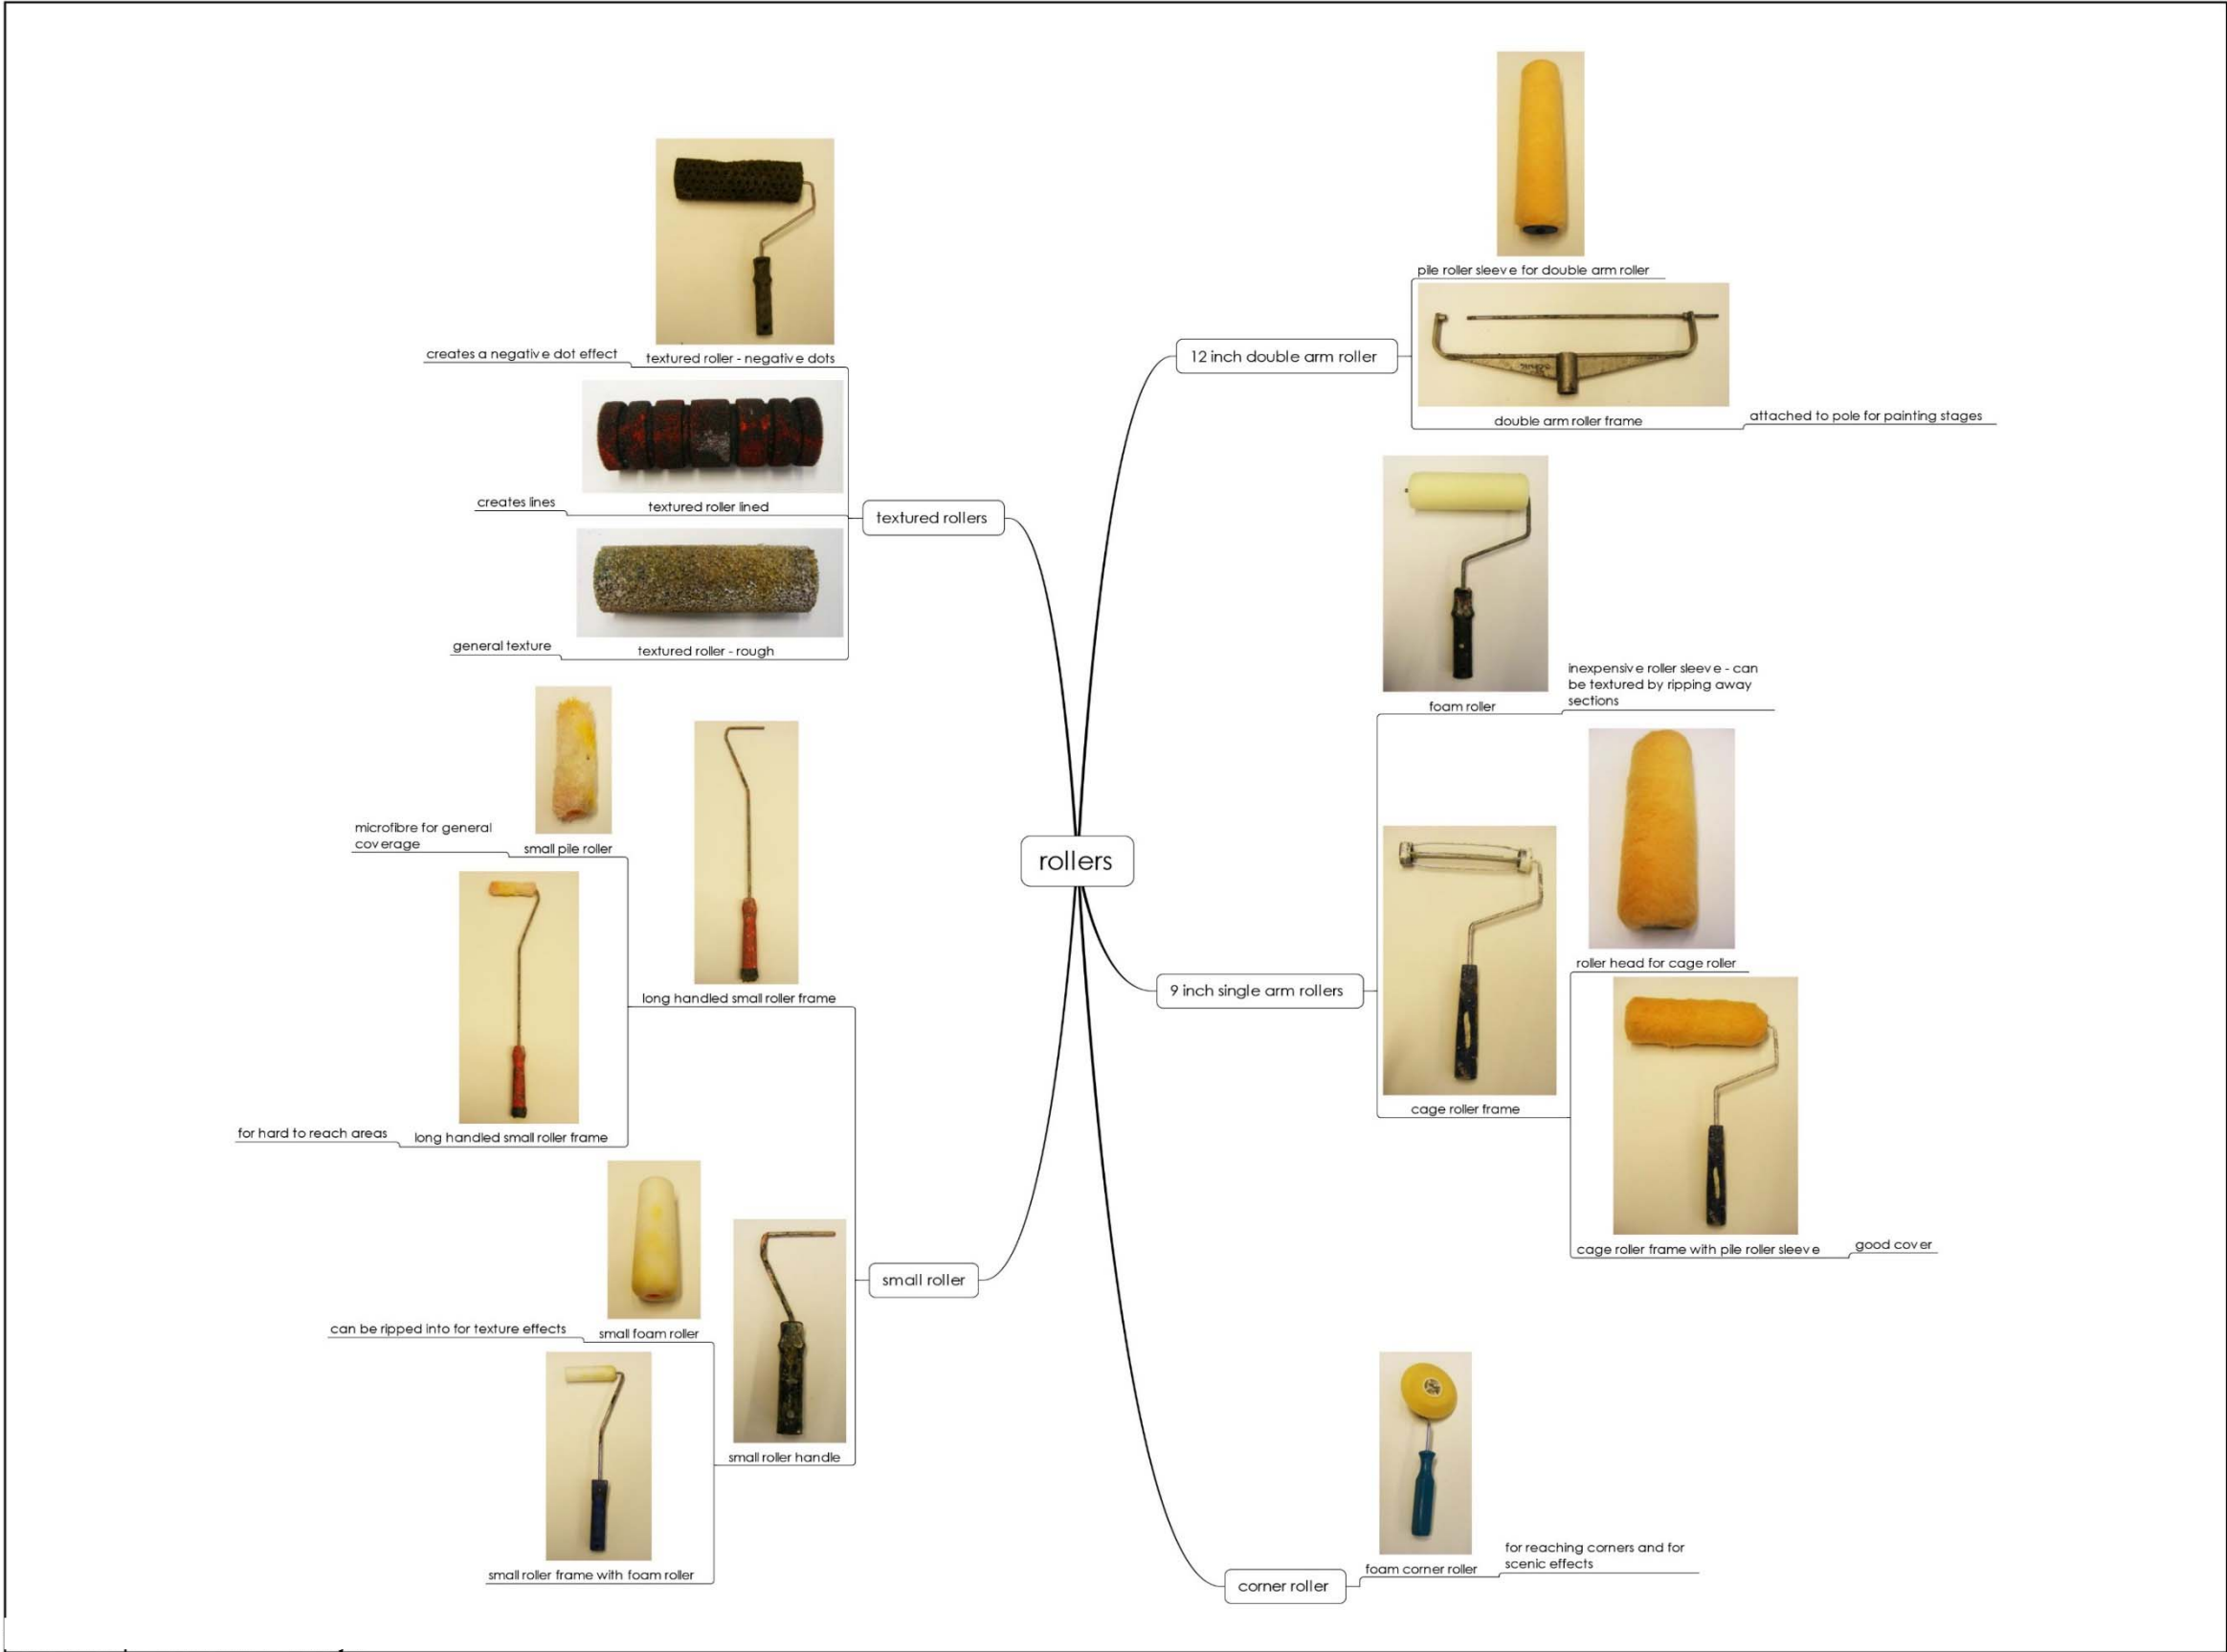 rollers
12 inch double arm roller
pile roller sleeve for double arm roller
double arm roller frame
attached to pole for painting stages
9 inch single arm rollers
foam roller
inexpensive roller sleeve - can
be textured by ripping away
sections
cage roller frame
roller head for cage roller
cage roller frame with pile roller sleeve
good cover
corner roller
foam corner roller
for reaching corners and for
scenic effects
textured rollers
textured roller - negative dots
creates a negative dot effect
textured roller lined
creates lines
textured roller - rough
general texture
small roller
long handled small roller frame
small pile roller
microfibre for general
coverage
long handled small roller frame
for hard to reach areas
small roller handle
small foam roller
can be ripped into for texture effects
small roller frame with foam roller